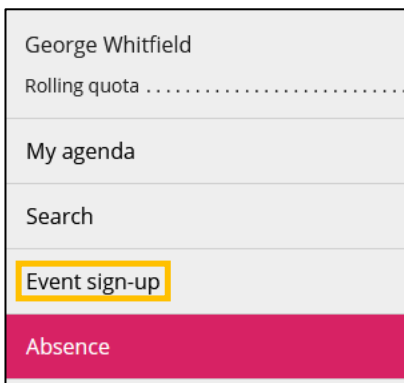 George Whitfield
Rolling quota ..............................
My agenda
Search
Event sign-up
Absence